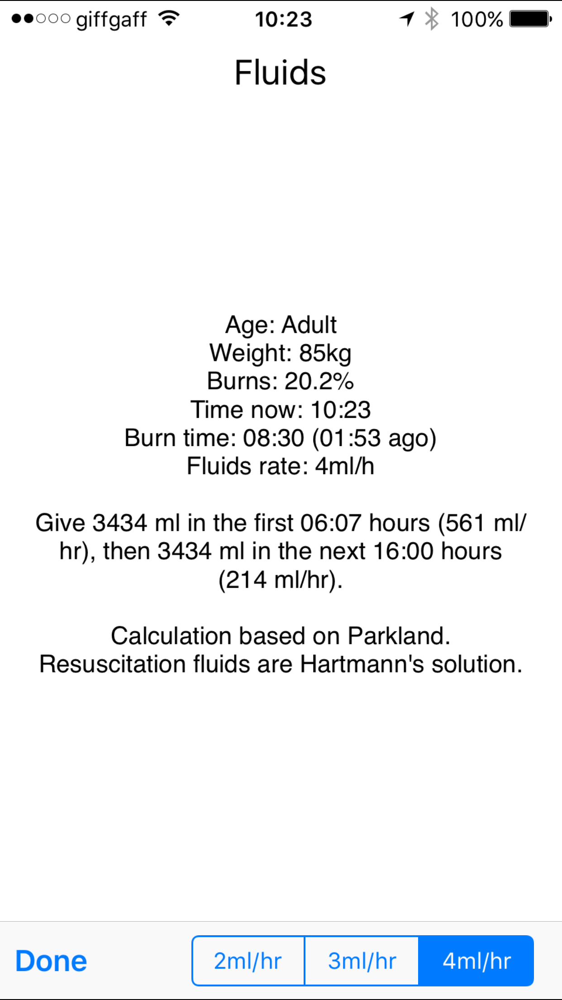 giffgaff 10:23 100%
Fluids
Age: Adult
Weight: 85kg
Burns: 20.2%
Time now: 10:23
Burn time: 08:30 (01:53 ago)
Fluids rate: 4ml/h
Give 3434 ml in the first 06:07 hours (561 ml/
hr), then 3434 ml in the next 16:00 hours
(214 ml/hr).
Calculation based on Parkland.
Resuscitation fluids are Hartmann's solution.
Done 2ml/hr 3ml/hr 4ml/hr